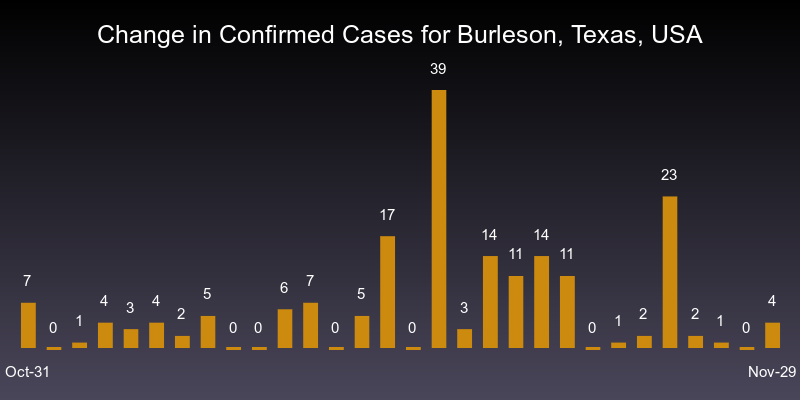 Change in Confirmed Cases for Burleson, Texas, USA
7 0 1 4 3 4 2 5 0 0 6 7 0 5 17 0 39 3 14 11 14 11 0 1 2 23 2 1 0 4
Oct-31 Nov-29